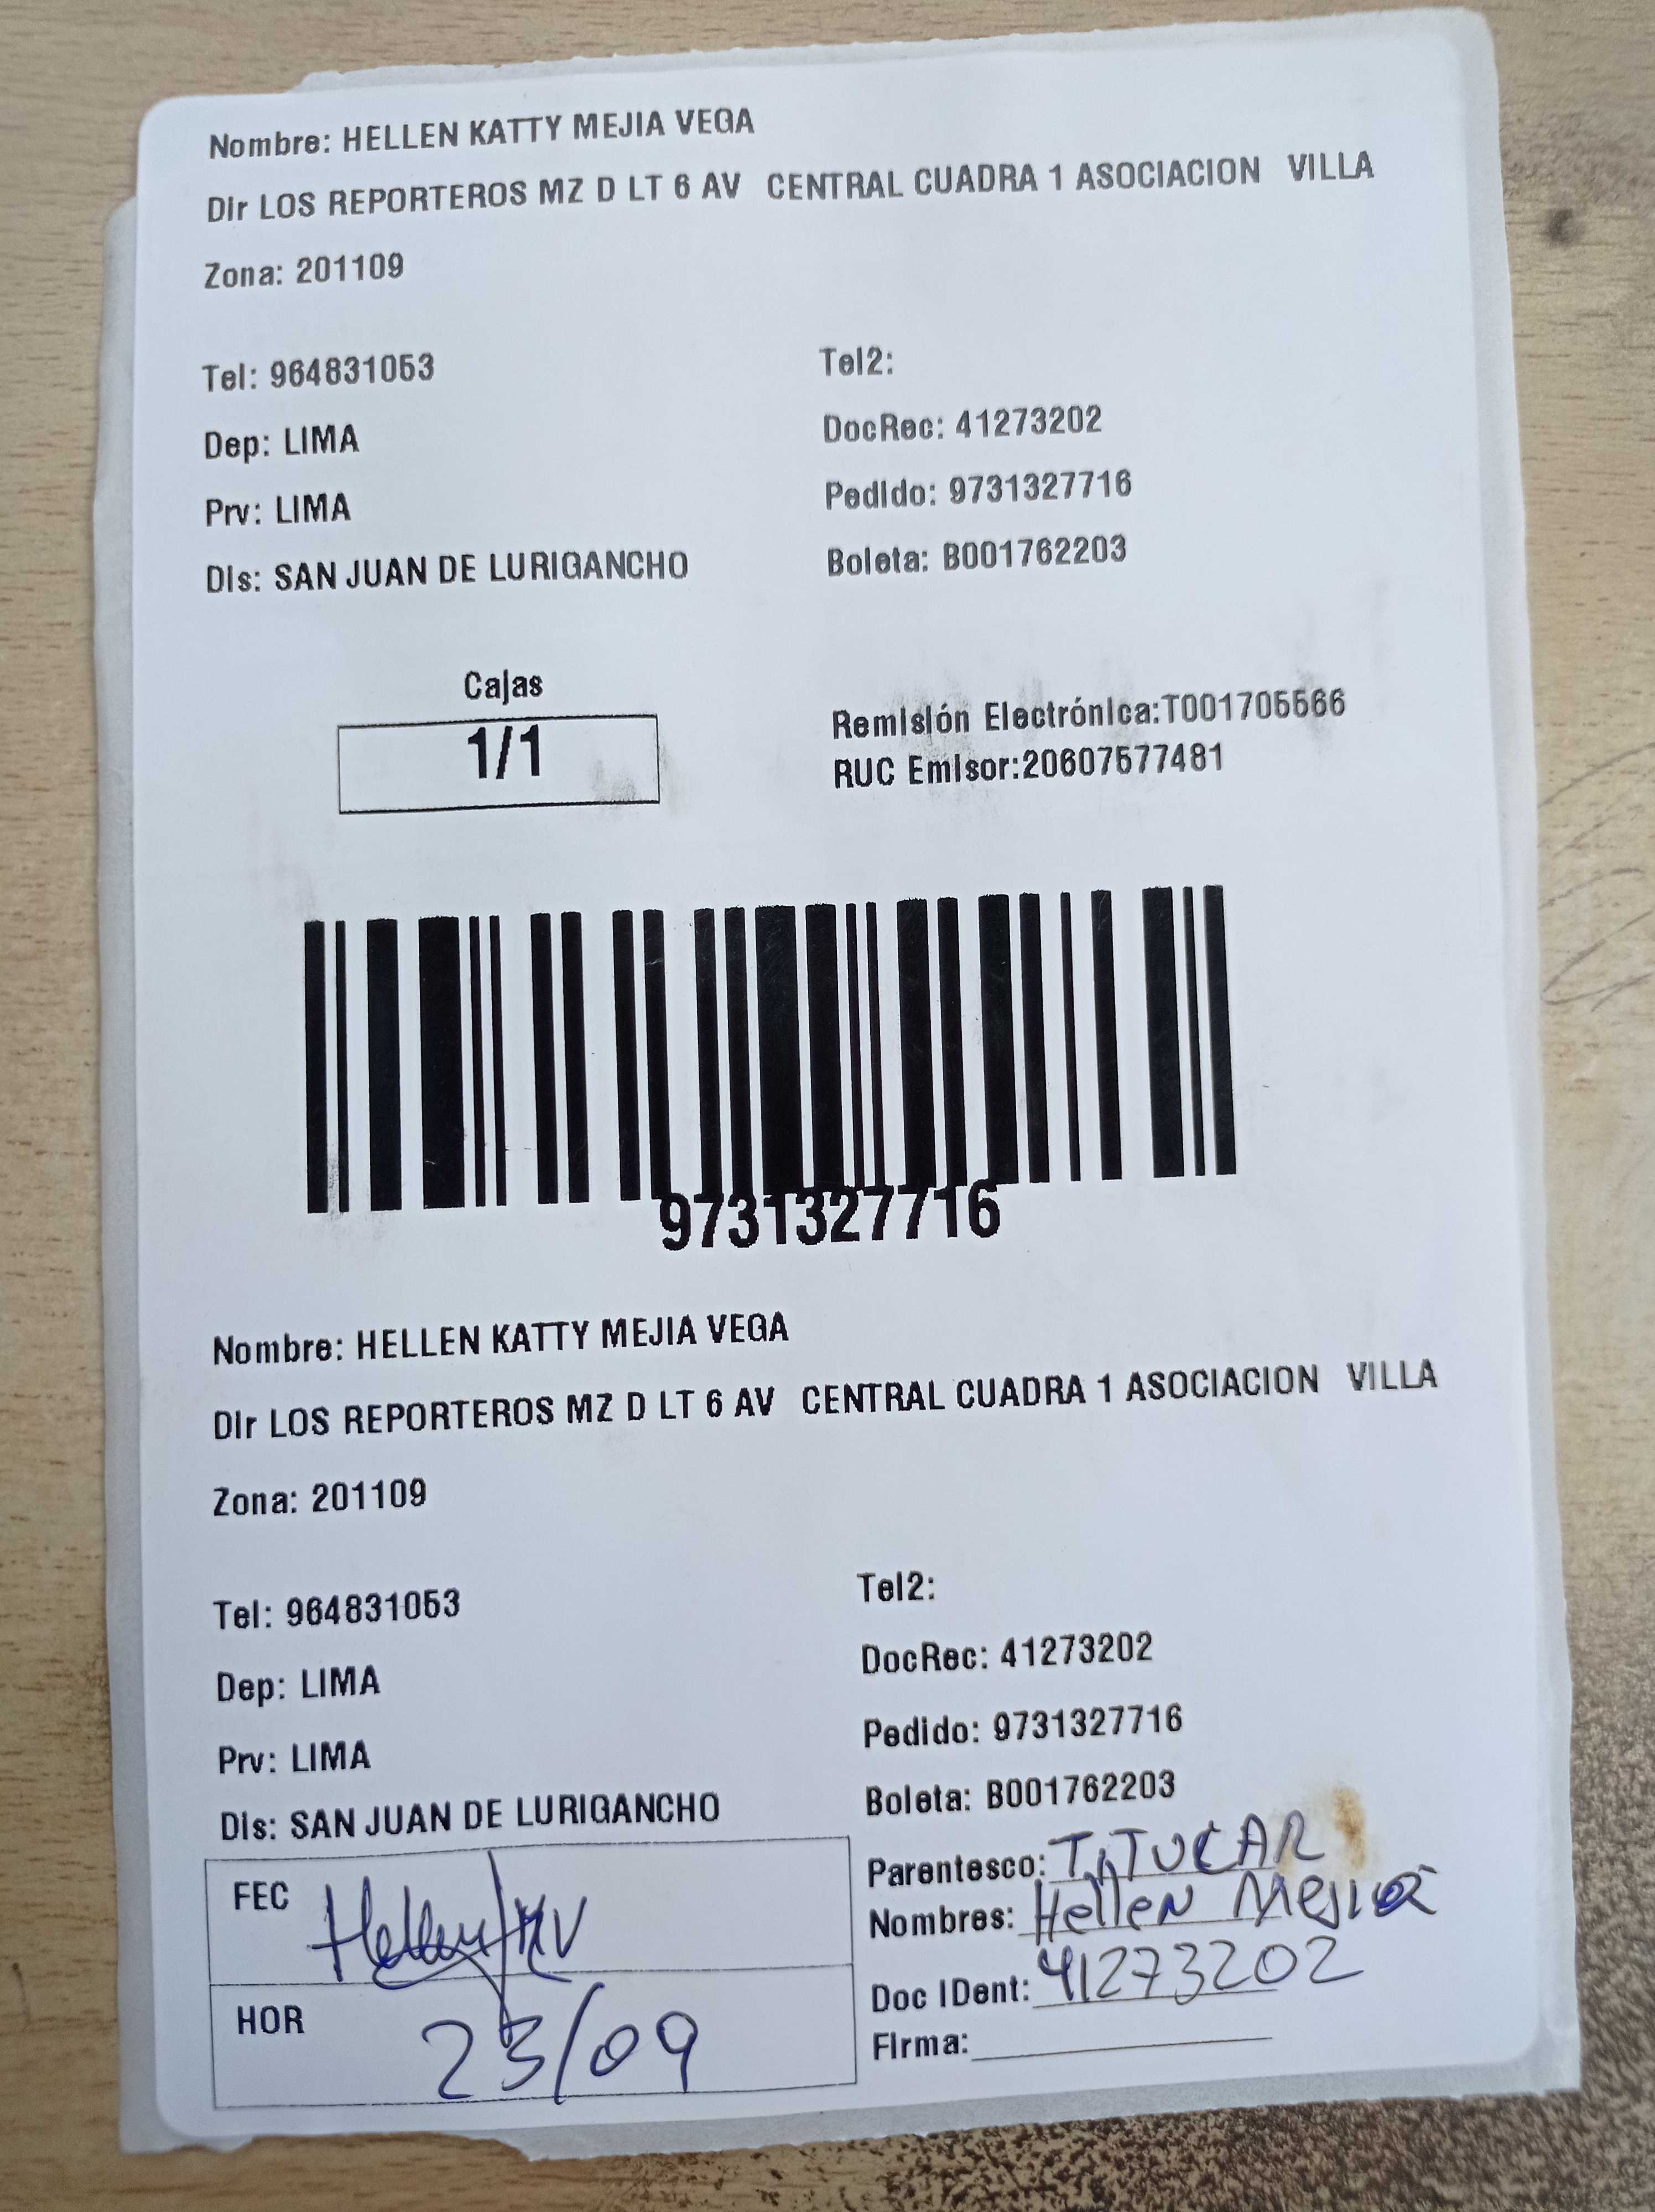 Nombre: HELLEN KATTY MEJIA VEGA
Dir LOS REPORTEROS MZ D LT 6 AV CENTRAL CUADRA 1 ASOCIACION VILLA
Zona: 201109
Tel: 964831053
Tel2:
Dep: LIMA
DocRec: 41273202
Prv: LIMA
Pedido: 9731327716
Dis: SAN JUAN DE LURIGANCHO
Boleta: B001762203
Cajas
1/1
Remisión Electrónica:T001705566
RUC Emisor:20607577481
9731327716
Nombre: HELLEN KATTY MEJIA VEGA
Dir LOS REPORTEROS MZ D LT 6 AV CENTRAL CUADRA 1 ASOCIACION VILLA
Zona: 201109
Tel: 964831053
Tel2:
Dep: LIMA
DocRec: 41273202
Prv: LIMA
Pedido: 9731327716
Dis: SAN JUAN DE LURIGANCHO
Boleta: B001762203
FEC
HOR 23/09
Parentesco:
Nombres: Hellen Mejia
Doc IDent: 41273202
Firma: